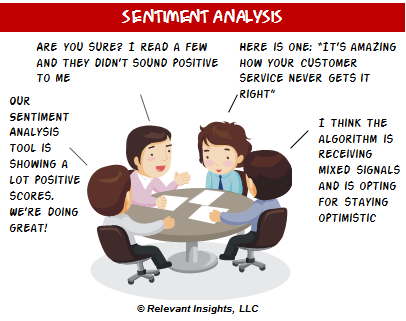 SENTIMENT ANALYSIS
OUR
SENTIMENT
ANALYSIS
TOOL IS
SHOWING A
LOT POSITIVE
SCORES.
WE'RE DOING
GREAT!
ARE YOU SURE? I READ A FEW
AND THEY DIDN'T SOUND POSITIVE
TO ME
HERE IS ONE: "IT'S AMAZING
HOW YOUR CUSTOMER
SERVICE NEVER GETS IT
RIGHT"
I THINK THE
ALGORITHM IS
RECEIVING
MIXED SIGNALS
AND IS OPTING
FOR STAYING
OPTIMISTIC
© Relevant Insights, LLC